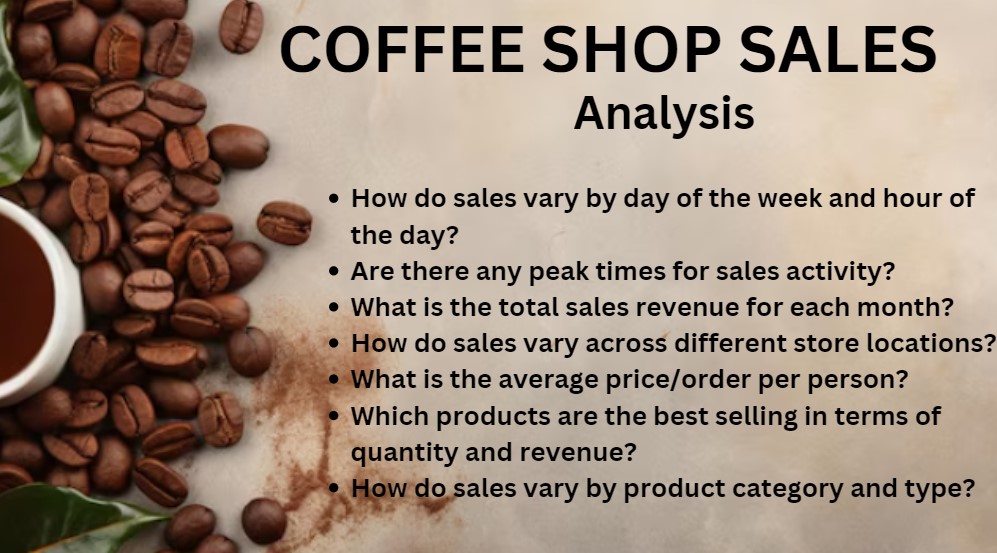 COFFEE SHOP SALES
Analysis
• How do sales vary by day of the week and hour of
the day?
• Are there any peak times for sales activity?
• What is the total sales revenue for each month?
• How do sales vary across different store locations?
• What is the average price/order per person?
• Which products are the best selling in terms of
quantity and revenue?
• How do sales vary by product category and type?